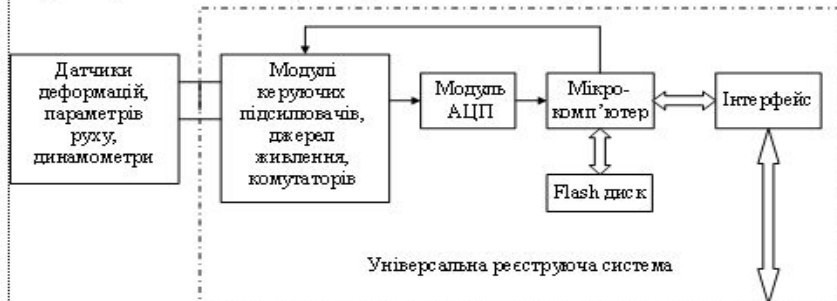 Датчики
деформацій,
параметрів
руху,
динамометри
Модулі
керуючих
підсилювачів,
джерел
живлення,
комутаторів
Модуль
АЦП
Мікро-
комп’ютер
Інтерфейс
Flash диск
Універсальна реєструюча система